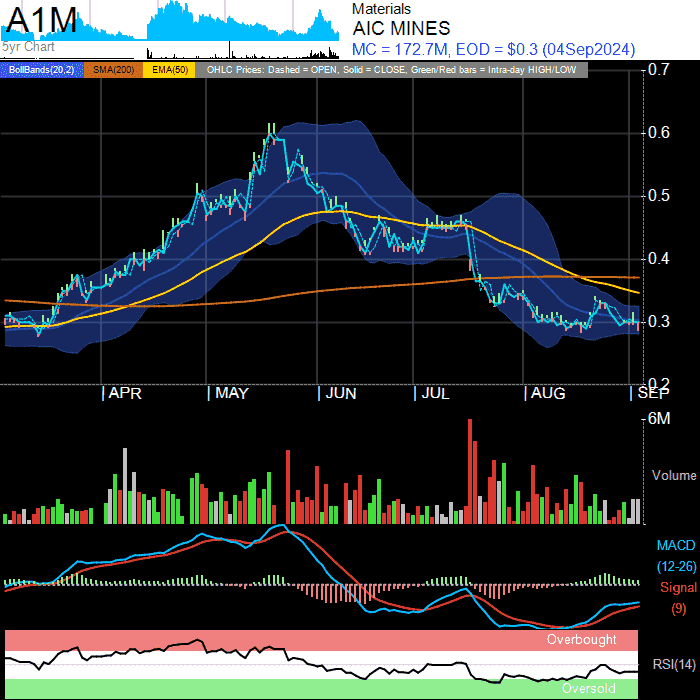 A1M
5yr Chart
Materials
AIC MINES
MC = 172.7M, EOD = $0.3 (04Sep2024)
BollBands(20,2) SMA(200) EMA(50) OHLC Prices: Dashed = OPEN, Solid = CLOSE, Green/Red bars = Intra-day HIGH/LOW
0.7
0.6
0.5
0.4
0.3
0.2
| APR | MAY | JUN | JUL | AUG | SEP
6M
Volume
MACD
(12-26)
Signal
(9)
Overbought
RSI(14)
Oversold